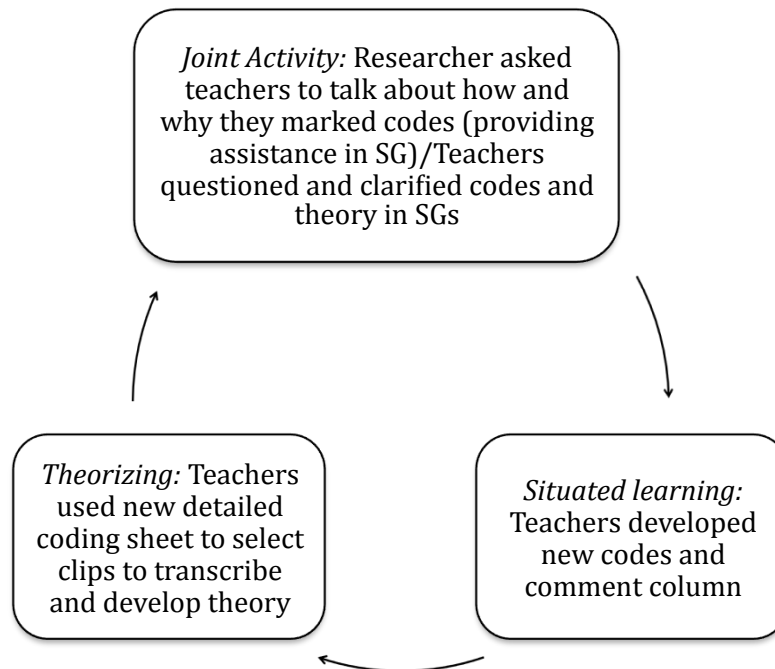 Joint Activity: Researcher asked
teachers to talk about how and
why they marked codes (providing
assistance in SG)/Teachers
questioned and clarified codes and
theory in SGs
Theorizing: Teachers
used new detailed
coding sheet to select
clips to transcribe
and develop theory
Situated learning:
Teachers developed
new codes and
comment column